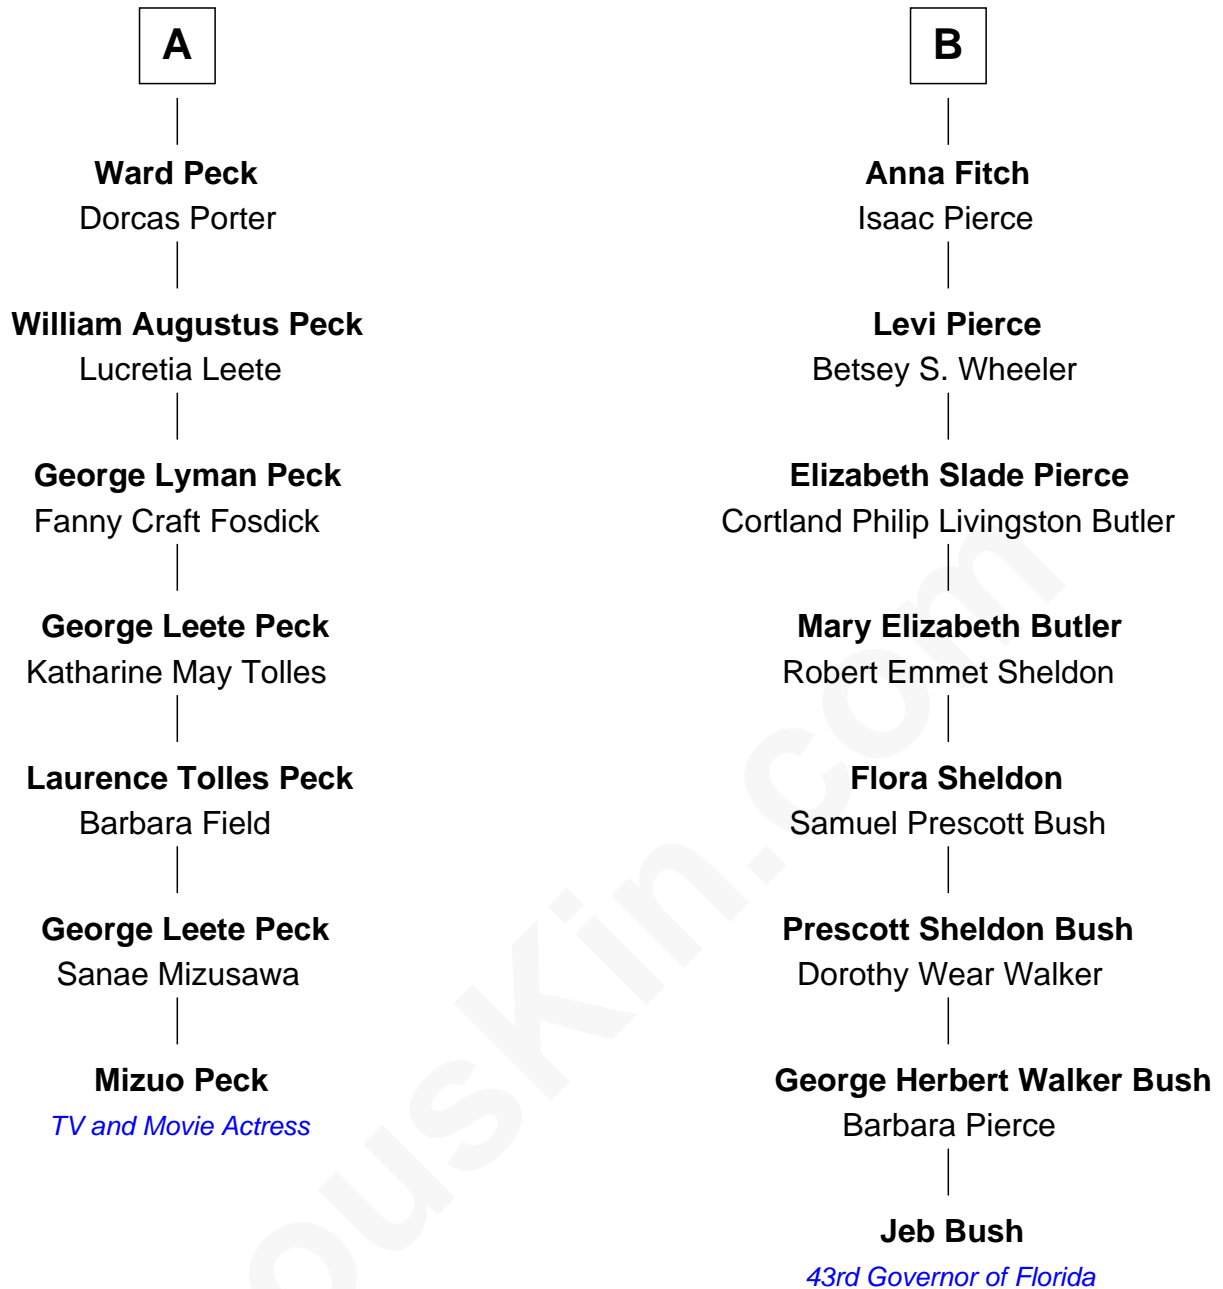 A
Ward Peck
Dorcas Porter
William Augustus Peck
Lucretia Leete
George Lyman Peck
Fanny Craft Fosdick
George Leete Peck
Katharine May Tolles
Laurence Tolles Peck
Barbara Field
George Leete Peck
Sanae Mizusawa
Mizuo Peck
TV and Movie Actress
B
Anna Fitch
Isaac Pierce
Levi Pierce
Betsey S. Wheeler
Elizabeth Slade Pierce
Cortland Philip Livingston Butler
Mary Elizabeth Butler
Robert Emmet Sheldon
Flora Sheldon
Samuel Prescott Bush
Prescott Sheldon Bush
Dorothy Wear Walker
George Herbert Walker Bush
Barbara Pierce
Jeb Bush
43rd Governor of Florida
ousKin.com